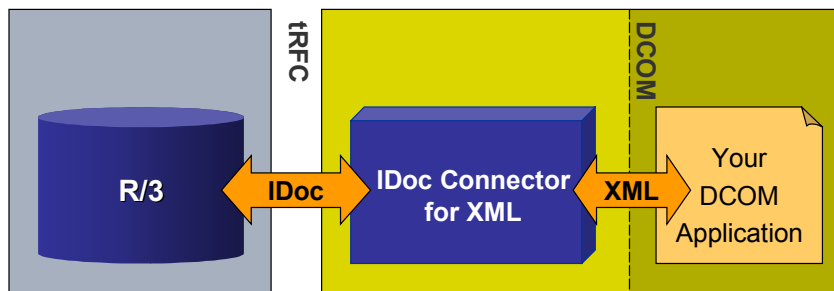 tRFC
DCOM
R/3
IDoc
IDoc Connector
for XML
XML
Your
DCOM
Application